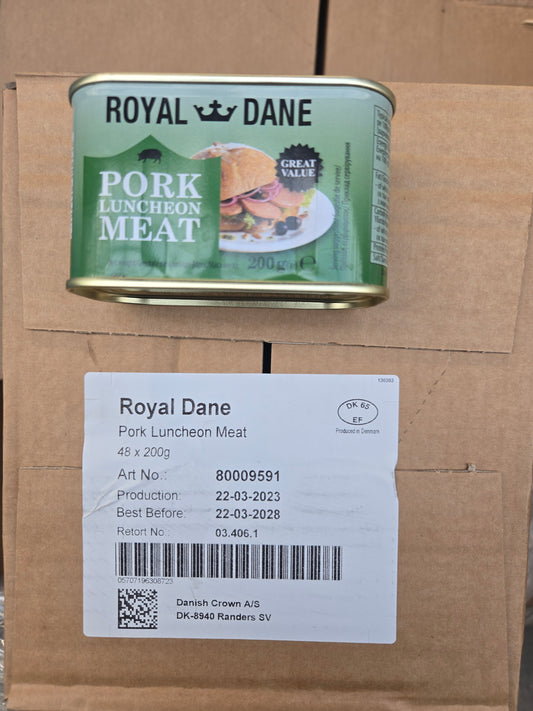 ROYAL DANE
GREAT
VALUE
PORK
LUNCHEON
MEAT
200g e
130393
Royal Dane
DK 65
EF
Pork Luncheon Meat
Produced in Denmark
48 x 200g
Art No.: 80009591
Production: 22-03-2023
Best Before: 22-03-2028
Retort No.: 03.406.1
05707196308723
Danish Crown A/S
DK-8940 Randers SV